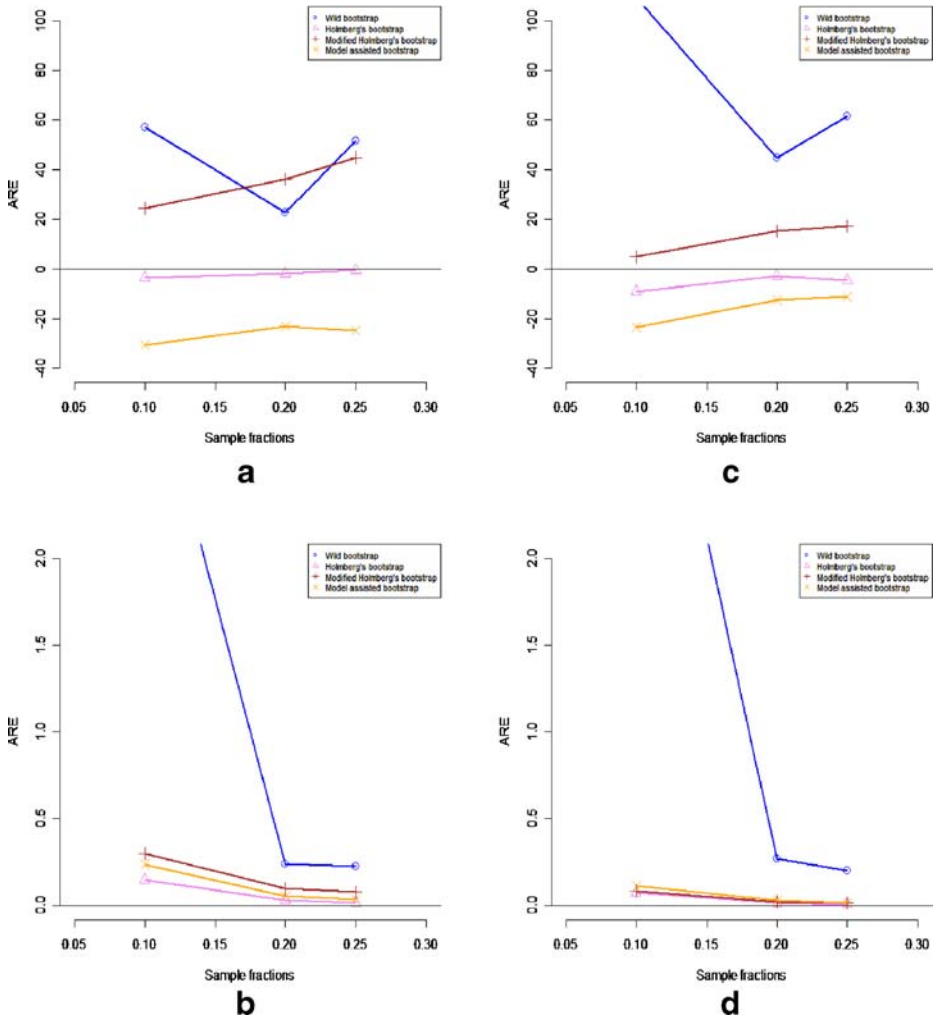 100
80
60
40
20
0
-20
-40
ARE
Wild bootstrap
Holmberg's bootstrap
Modified Holmberg's bootstrap
Model assisted bootstrap
0.05 0.10 0.15 0.20 0.25 0.30
Sample fractions
a
100
80
60
40
20
0
-20
-40
ARE
Wild bootstrap
Holmberg's bootstrap
Modified Holmberg's bootstrap
Model assisted bootstrap
0.05 0.10 0.15 0.20 0.25 0.30
Sample fractions
c
2.0
1.5
1.0
0.5
0.0
ARE
Wild bootstrap
Holmberg's bootstrap
Modified Holmberg's bootstrap
Model assisted bootstrap
0.05 0.10 0.15 0.20 0.25 0.30
Sample fractions
b
2.0
1.5
1.0
0.5
0.0
ARE
Wild bootstrap
Holmberg's bootstrap
Modified Holmberg's bootstrap
Model assisted bootstrap
0.05 0.10 0.15 0.20 0.25 0.30
Sample fractions
d